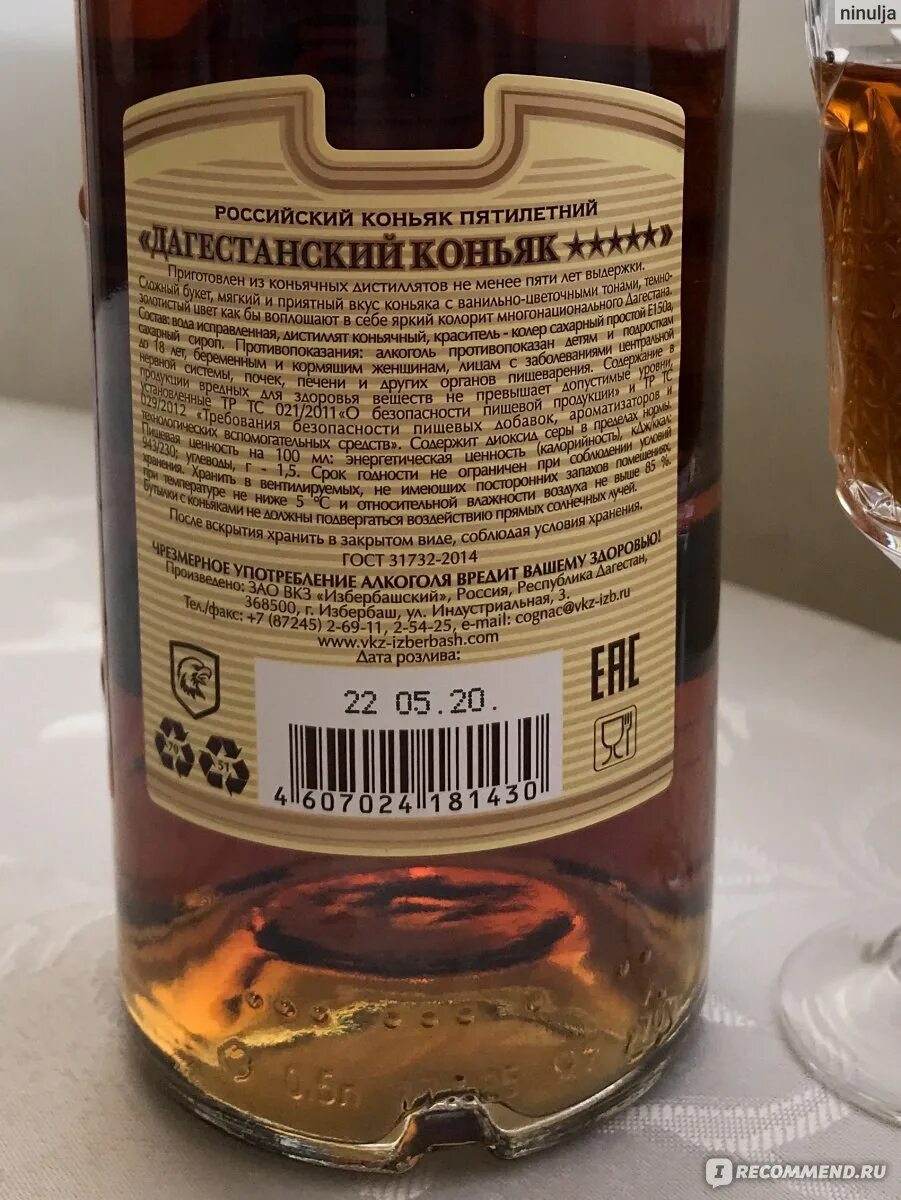 ninulja
РОССИЙСКИЙ КОНЬЯК ПЯТИЛЕТНИЙ
«ДАГЕСТАНСКИЙ КОНЬЯК ★★★★★»
Приготовлен из коньячных дистиллятов не менее пяти лет выдержки.
Сложный букет, мягкий и приятный вкус коньяка с ванильно-цветочными тонами, темно-
золотистый цвет как бы воплощают в себе яркий колорит многонационального Дагестана.
Состав: вода исправленная, дистиллят коньячный, краситель - колер сахарный простой Е150а,
сахарный сироп. Противопоказания: алкоголь противопоказан детям и подросткам
до 18 лет, беременным и кормящим женщинам, лицам с заболеваниями центральной
нервной системы, почек, печени и других органов пищеварения. Содержание в
продукции вредных для здоровья веществ не превышает допустимые уровни,
установленные ТР ТС 021/2011«О безопасности пищевой продукции» и ТР ТС
029/2012 «Требования безопасности пищевых добавок, ароматизаторов и
технологических вспомогательных средств». Содержит диоксид серы в пределах нормы.
Пищевая ценность на 100 мл: энергетическая ценность (калорийность), кДж/ккал:
943/230; углеводы, г - 1,5. Срок годности не ограничен при соблюдении условий
хранения. Хранить в вентилируемых, не имеющих посторонних запахов помещениях,
при температуре не ниже 5 °С и относительной влажности воздуха не выше 85 %.
Бутылки с коньяками не должны подвергаться воздействию прямых солнечных лучей.
После вскрытия хранить в закрытом виде, соблюдая условия хранения.
ГОСТ 31732-2014
ЧРЕЗМЕРНОЕ УПОТРЕБЛЕНИЕ АЛКОГОЛЯ ВРЕДИТ ВАШЕМУ ЗДОРОВЬЮ!
Произведено: ЗАО ВКЗ «Избербашский», Россия, Республика Дагестан,
368500, г. Избербаш, ул. Индустриальная, 3.
Тел./факс: +7 (87245) 2-69-11, 2-54-25, e-mail: cognac@vkz-izb.ru
www.vkz-izberbash.com
Дата розлива:
22 05.20.
EAC
70
51
4 607024 181430
0,5л
IRECOMMEND.RU